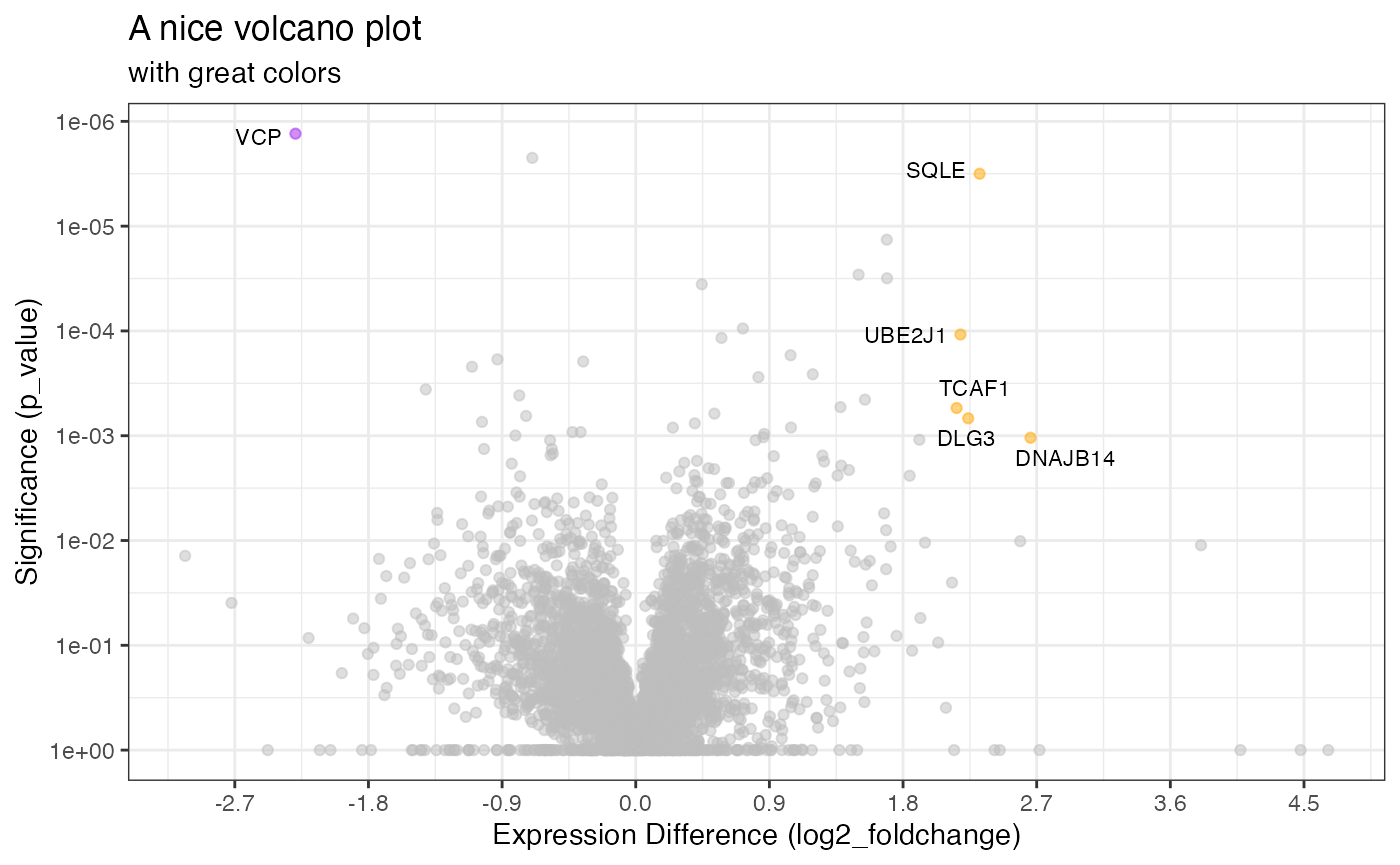 A nice volcano plot
with great colors
Significance (p_value)
1e-06
1e-05
1e-04
1e-03
1e-02
1e-01
1e+00
VCP
SQLE
UBE2J1
TCAF1
DLG3
DNAJB14
-2.7
-1.8
-0.9
0.0
0.9
1.8
2.7
3.6
4.5
Expression Difference (log2_foldchange)